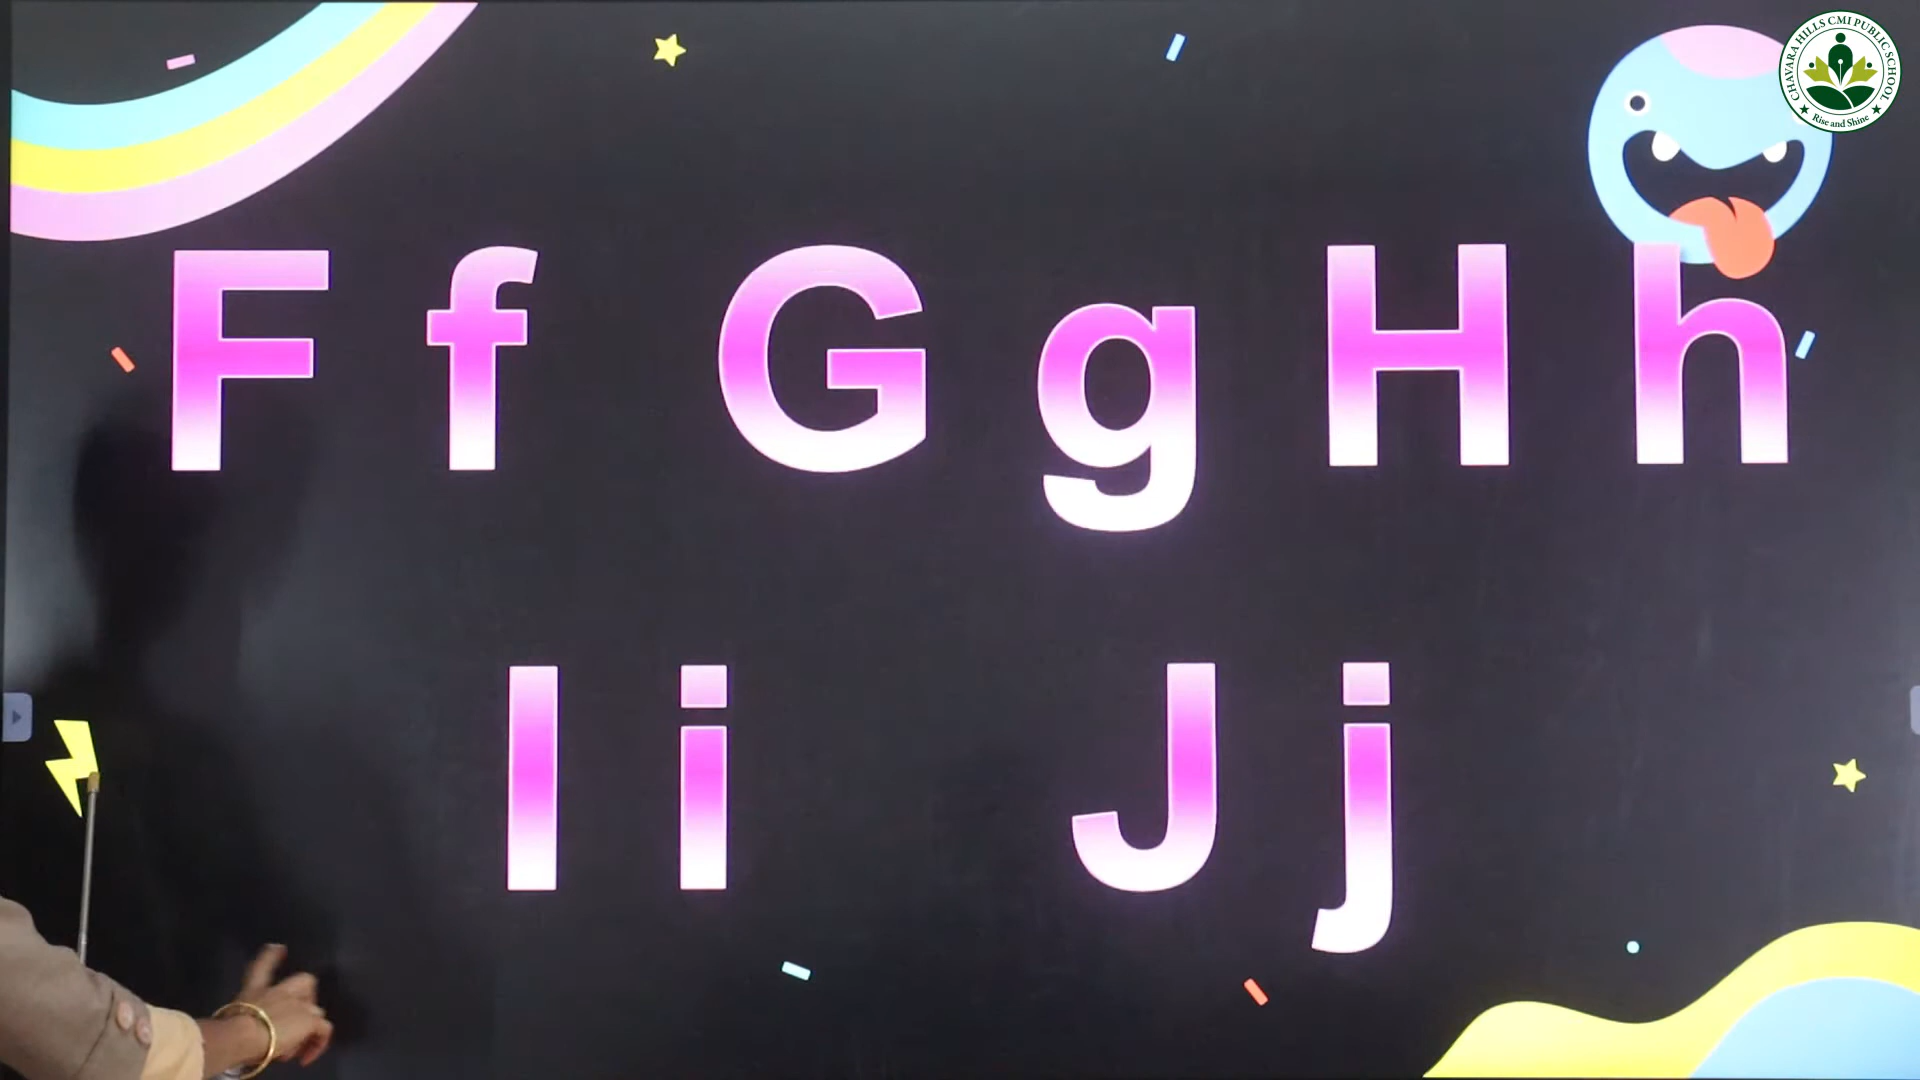 CHAVARA HILLS CMI PUBLIC SCHOOL
Rise and Shine
F f G g H h
I i J j